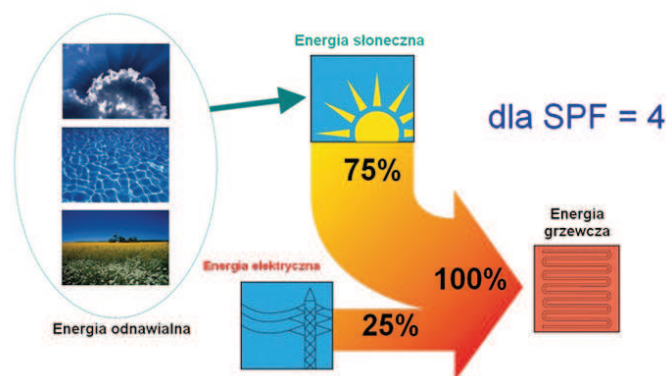 Energia słoneczna
dla SPF = 4
75%
Energia
grzewcza
Energia elektryczna
100%
25%
Energia odnawialna